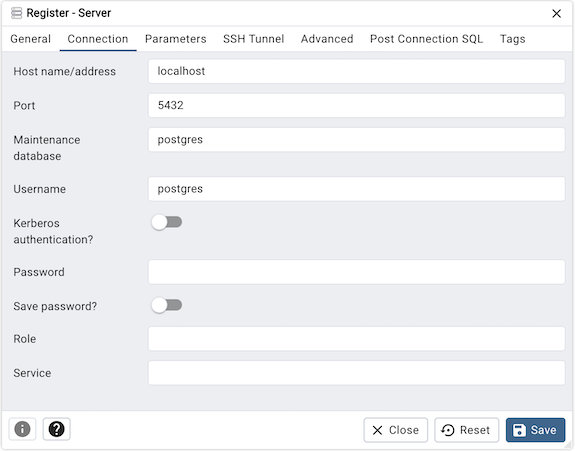 Register - Server
General Connection Parameters SSH Tunnel Advanced Post Connection SQL Tags
Host name/address localhost
Port 5432
Maintenance
database postgres
Username postgres
Kerberos
authentication?
Password
Save password?
Role
Service
Close Reset Save